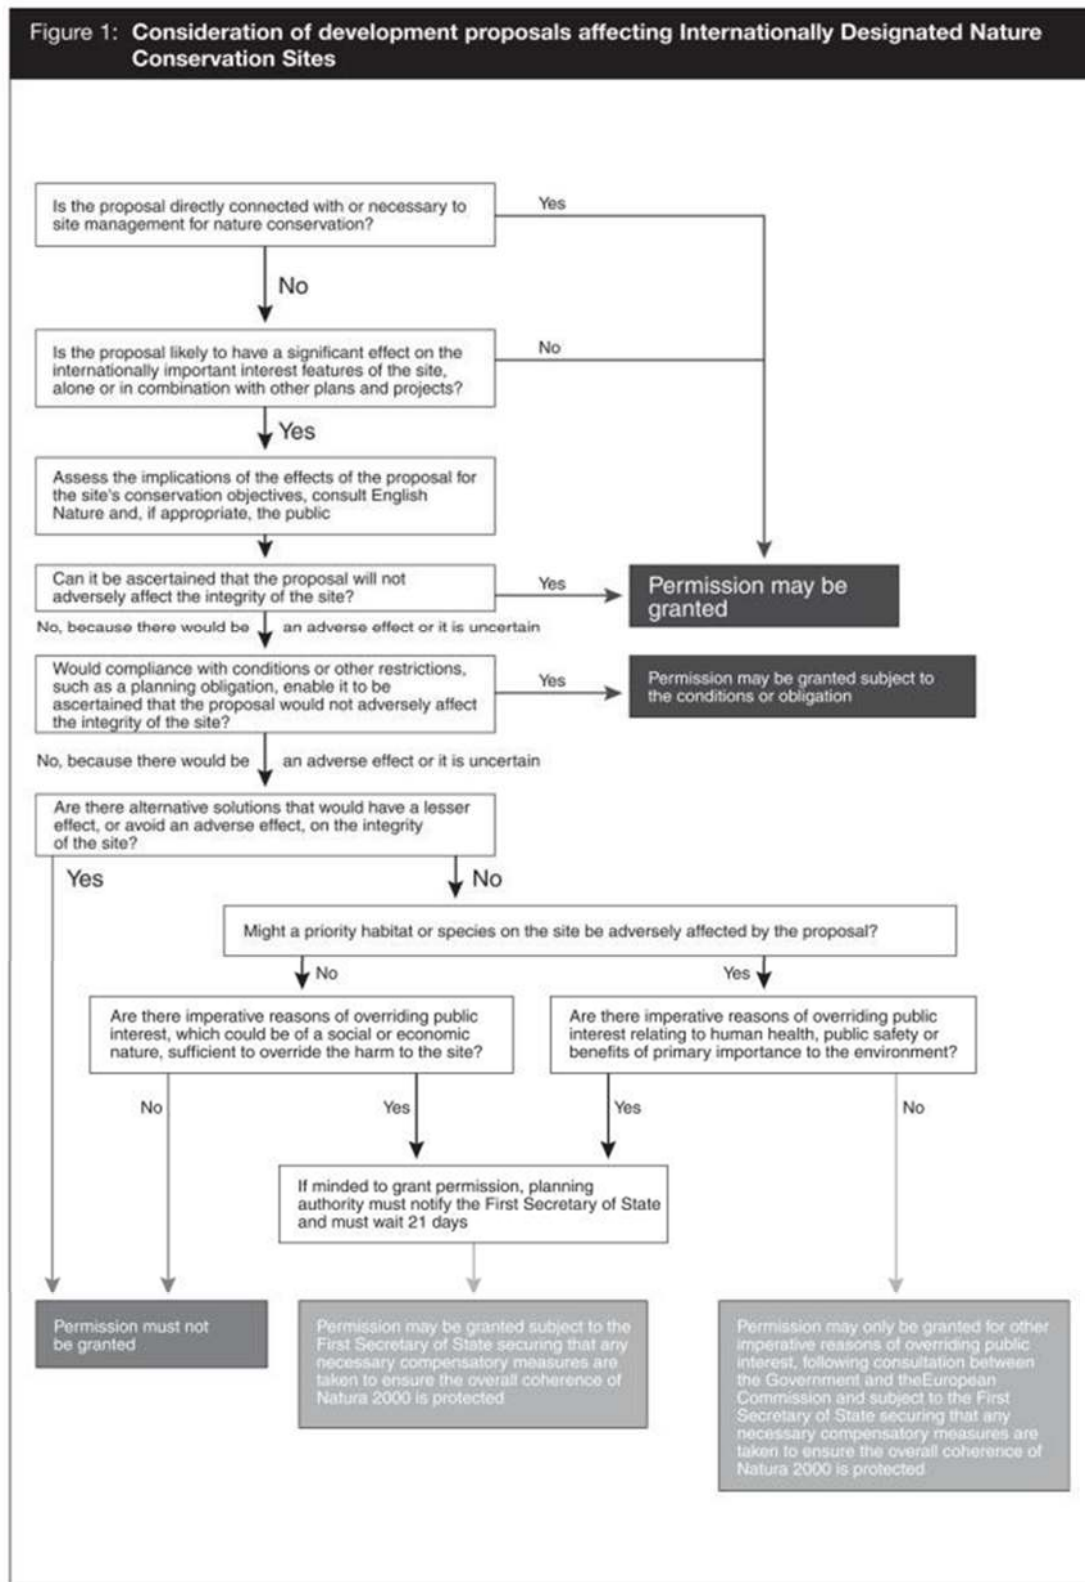 Figure 1: Consideration of development proposals affecting Internationally Designated Nature
Conservation Sites
Is the proposal directly connected with or necessary to
site management for nature conservation?
Yes
No
Is the proposal likely to have a significant effect on the
internationally important interest features of the site,
alone or in combination with other plans and projects?
No
Yes
Assess the implications of the effects of the proposal for
the site's conservation objectives, consult English
Nature and, if appropriate, the public
Can it be ascertained that the proposal will not
adversely affect the integrity of the site?
Yes
Permission may be
granted
No, because there would be an adverse effect or it is uncertain
Would compliance with conditions or other restrictions,
such as a planning obligation, enable it to be
ascertained that the proposal would not adversely affect
the integrity of the site?
Yes
Permission may be granted subject to
the conditions or obligation
No, because there would be an adverse effect or it is uncertain
Are there alternative solutions that would have a lesser
effect, or avoid an adverse effect, on the integrity
of the site?
Yes
No
Might a priority habitat or species on the site be adversely affected by the proposal?
No
Yes
Are there imperative reasons of overriding public
interest, which could be of a social or economic
nature, sufficient to override the harm to the site?
Are there imperative reasons of overriding public
interest relating to human health, public safety or
benefits of primary importance to the environment?
No
Yes
Yes
No
If minded to grant permission, planning
authority must notify the First Secretary of State
and must wait 21 days
Permission must not
be granted
Permission may be granted subject to the
First Secretary of State securing that any
necessary compensatory measures are
taken to ensure the overall coherence of
Natura 2000 is protected
Permission may only be granted for other
imperative reasons of overriding public
interest, following consultation between
the Government and theEuropean
Commission and subject to the First
Secretary of State securing that any
necessary compensatory measures are
taken to ensure the overall coherence of
Natura 2000 is protected